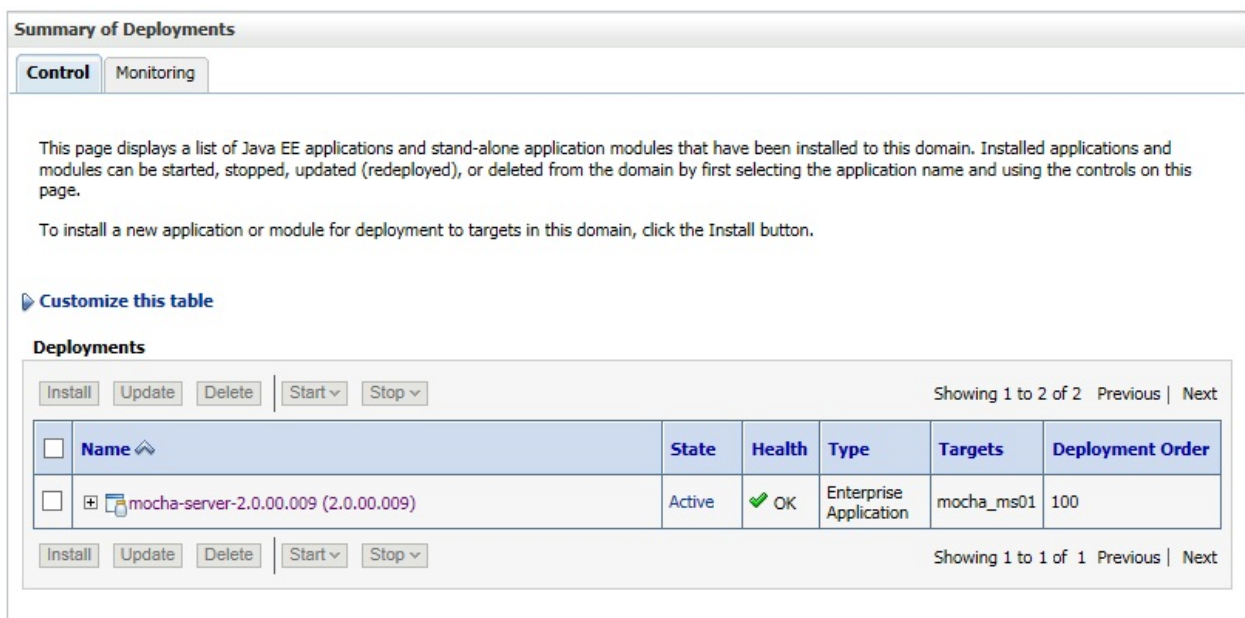 Summary of Deployments
Control Monitoring
This page displays a list of Java EE applications and stand-alone application modules that have been installed to this domain. Installed applications and
modules can be started, stopped, updated (redeployed), or deleted from the domain by first selecting the application name and using the controls on this
page.
To install a new application or module for deployment to targets in this domain, click the Install button.
Customize this table
Deployments
Install Update Delete Start Stop Showing 1 to 2 of 2 Previous | Next
Name State Health Type Targets Deployment Order
mocha-server-2.0.00.009 (2.0.00.009) Active OK Enterprise Application mocha_ms01 100
Install Update Delete Start Stop Showing 1 to 1 of 1 Previous | Next